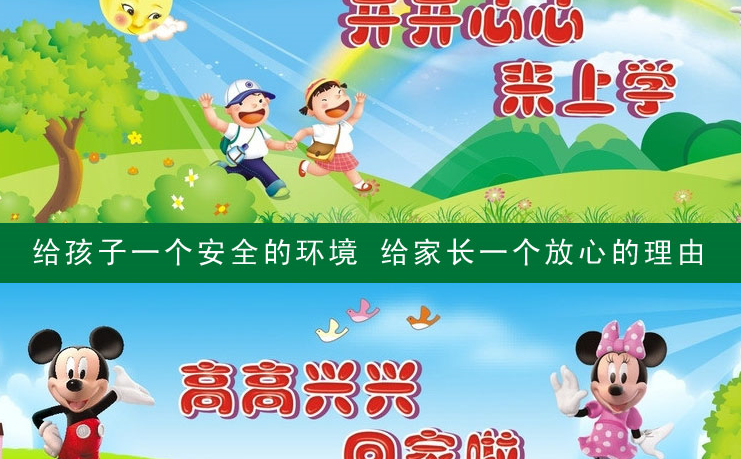 开开心心
来上学
给孩子一个安全的环境 给家长一个放心的理由
高高兴兴
回家啦